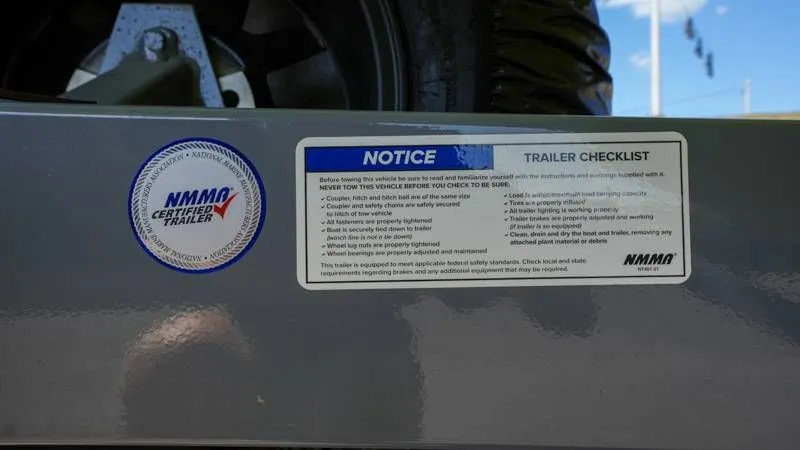 NATIONAL MARINE MANUFACTURERS ASSOCIATION • NATIONAL MARINE MANUFACTURERS ASSOCIATION •
NMMA
CERTIFIED
TRAILER
NOTICE
TRAILER CHECKLIST
Before towing this vehicle be sure to read and familiarize yourself with the instructions and warnings supplied with it.
NEVER TOW THIS VEHICLE BEFORE YOU CHECK TO BE SURE:
✓ Coupler, hitch and hitch ball are of the same size
✓ Coupler and safety chains are safely secured
to hitch of tow vehicle
✓ All fasteners are properly tightened
✓ Boat is securely tied down to trailer
(winch line is not a tie down)
✓ Wheel lug nuts are properly tightened
✓ Wheel bearings are properly adjusted and maintained
✓ Load is within maximum load carrying capacity
✓ Tires are properly inflated
✓ All trailer lighting is working properly
✓ Trailer brakes are properly adjusted and working
(if trailer is so equipped)
✓ Clean, drain and dry the boat and trailer, removing any
attached plant material or debris
This trailer is equipped to meet applicable federal safety standards. Check local and state
requirements regarding brakes and any additional equipment that may be required.
NMMA